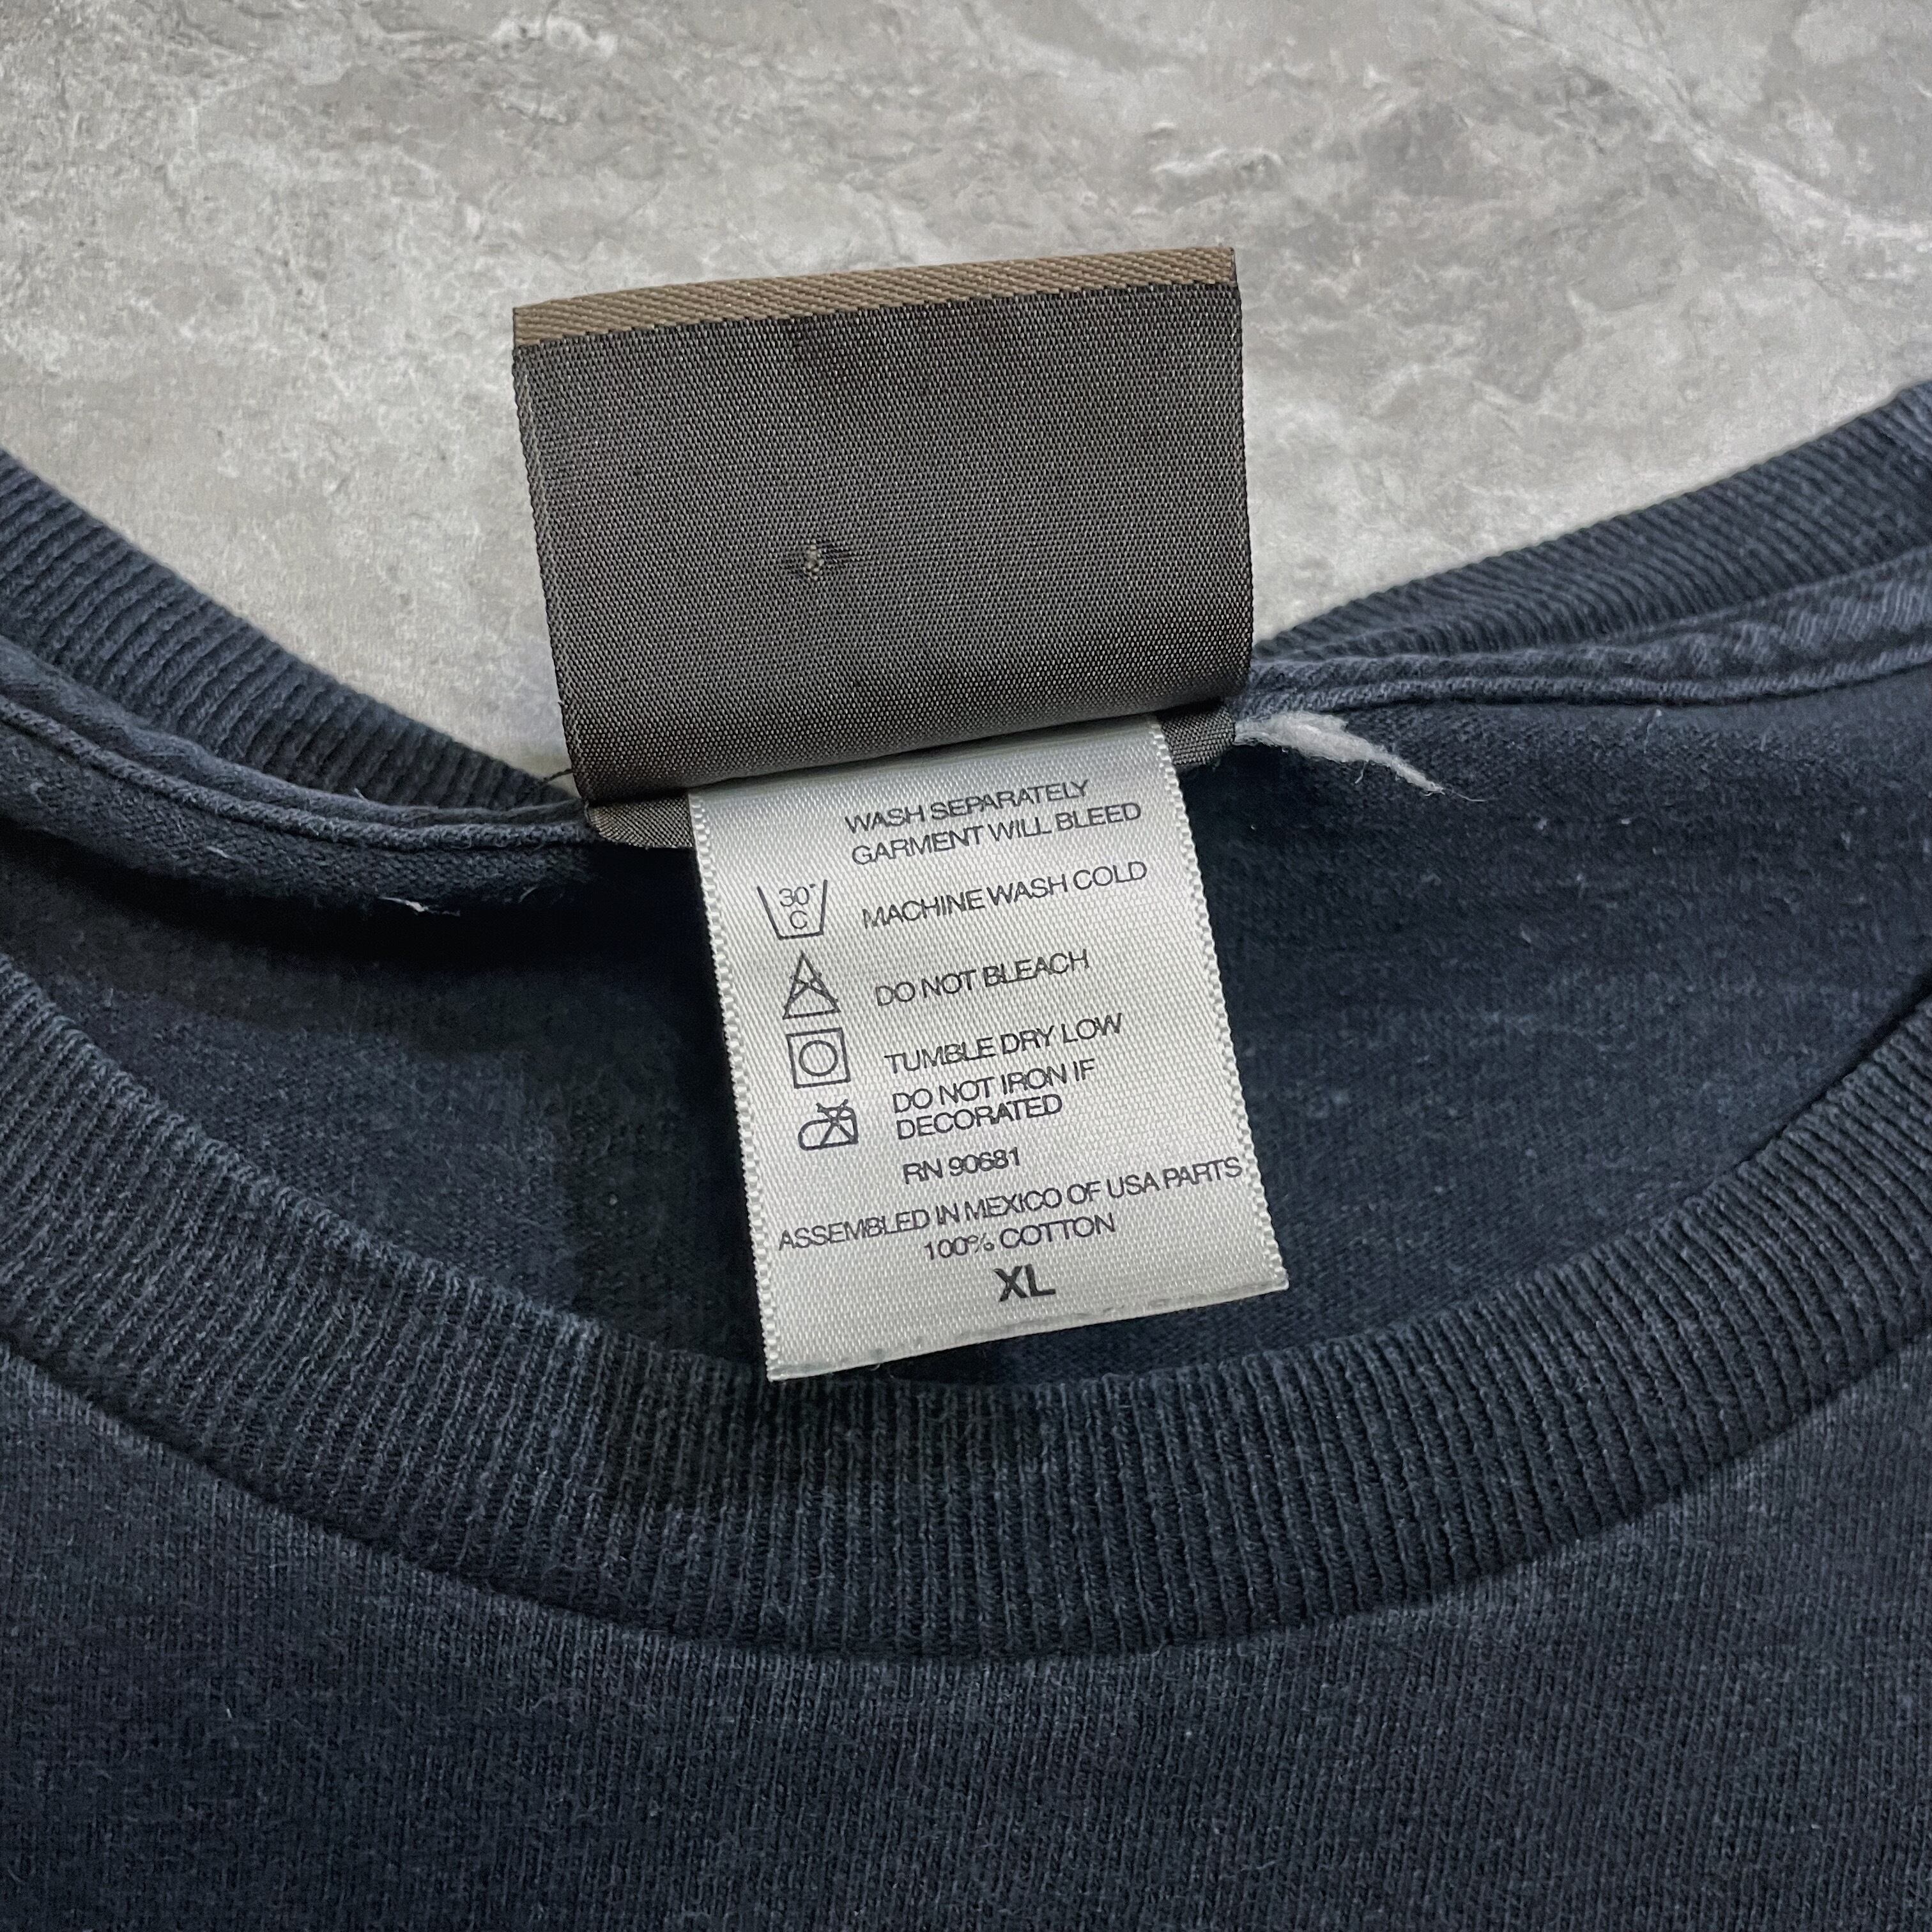 WASH SEPARATELY
GARMENT WILL BLEED
30°
C
MACHINE WASH COLD
DO NOT BLEACH
TUMBLE DRY LOW
DO NOT IRON IF
DECORATED
RN 90681
ASSEMBLED IN MEXICO OF USA PARTS
100% COTTON
XL